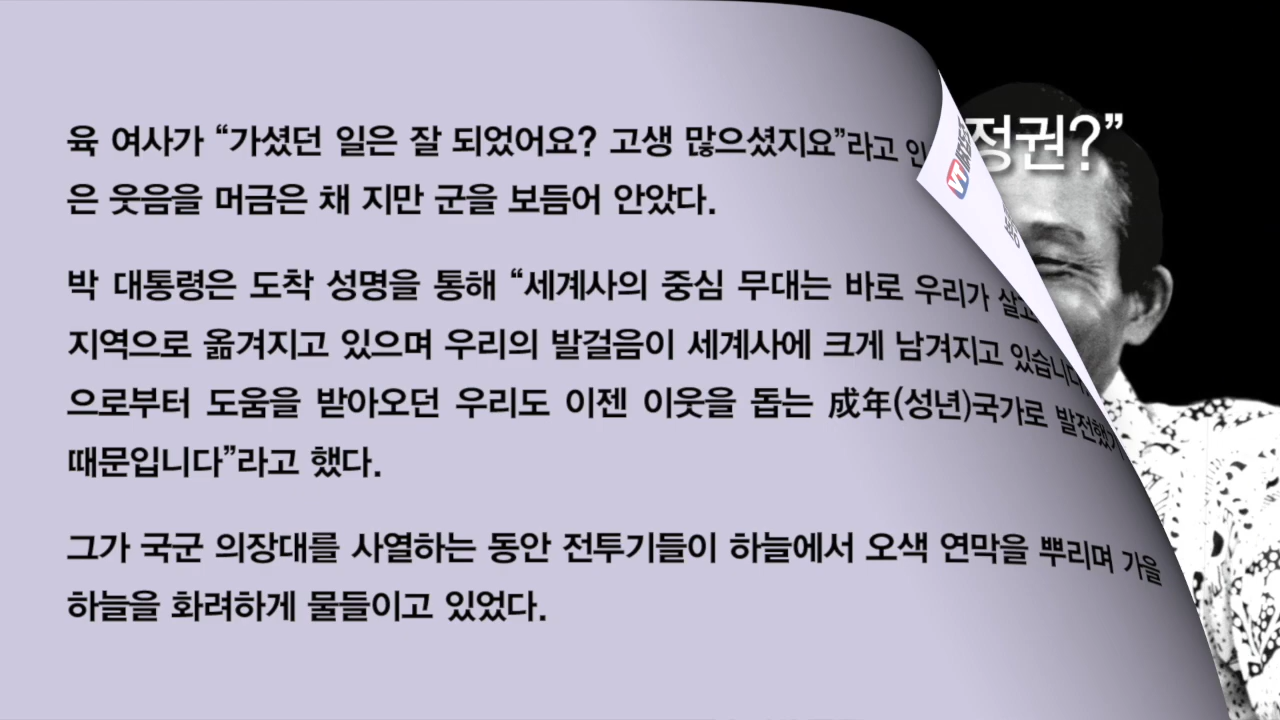 육 여사가 “가셨던 일은 잘 되었어요? 고생 많으셨지요”라고
은 웃음을 머금은 채 지만 군을 보듬어 안았다.
박 대통령은 도착 성명을 통해 “세계사의 중심 무대는 바로 우리가
지역으로 옮겨지고 있으며 우리의 발걸음이 세계사에 크게 남겨지고 있습니다
으로부터 도움을 받아오던 우리도 이젠 이웃을 돕는 成年(성년)국가로 발전했기
때문입니다”라고 했다.
그가 국군 의장대를 사열하는 동안 전투기들이 하늘에서 오색 연막을 뿌리며 가을
하늘을 화려하게 물들이고 있었다.
정권?”
VT